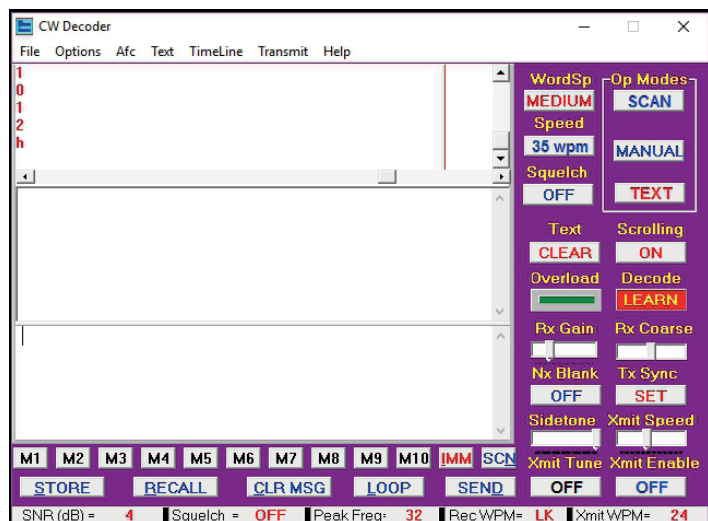 CW Decoder
File Options Afc Text TimeLine Transmit Help
1
0
1
2
h
WordSp
MEDIUM
Speed
35 wpm
Squelch
OFF
Op Modes
SCAN
MANUAL
TEXT
Text Scrolling
CLEAR ON
Overload Decode
LEARN
Rx Gain Rx Coarse
Nx Blank Tx Sync
OFF SET
Sidetone Xmit Speed
Xmit Tune Xmit Enable
OFF OFF
M1 M2 M3 M4 M5 M6 M7 M8 M9 M10 IMM SCN
STORE RECALL CLR MSG LOOP SEND
SNR (dB) = 4 Squelch = OFF Peak Freq= 32 Rec WPM= LK Xmit WPM= 24